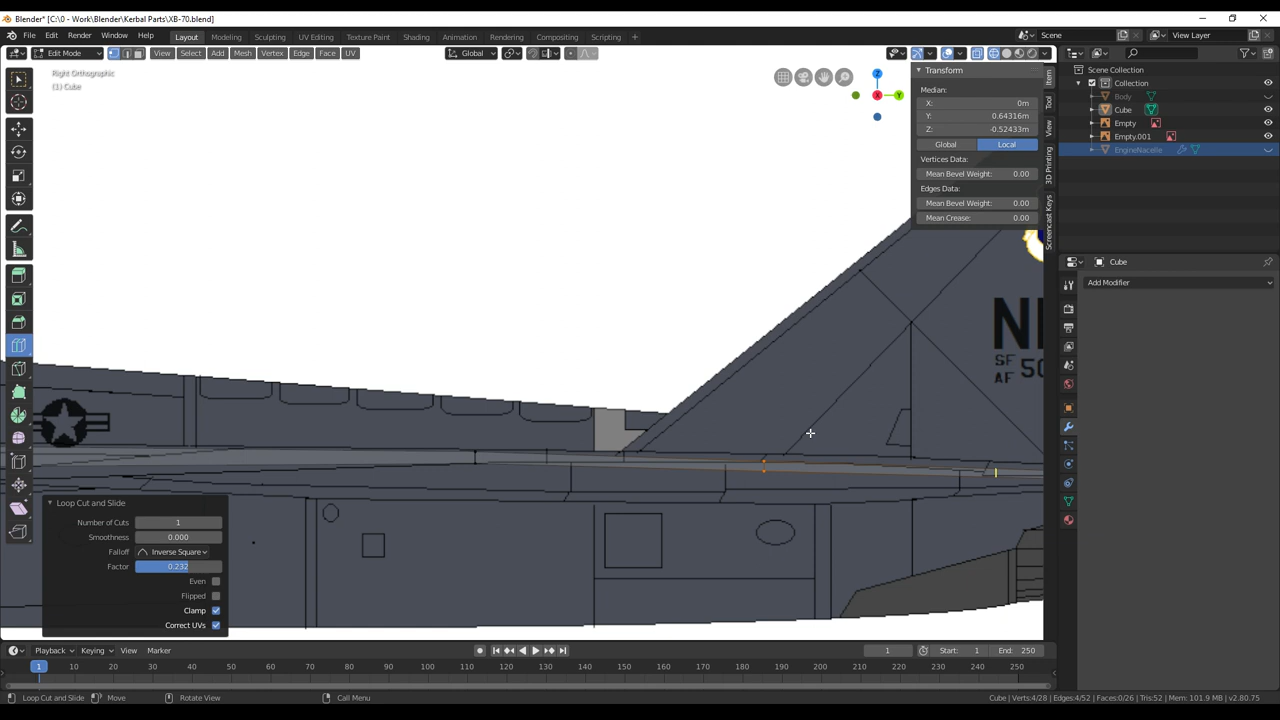 Blender* [C:\0 - Work\Blender\Kerbal Parts\XB-70.blend]
File Edit Render Window Help Layout Modeling Sculpting UV Editing Texture Paint Shading Animation Rendering Compositing Scripting + Scene View Layer
Edit Mode View Select Add Mesh Vertex Edge Face UV Global
Right Orthographic
(1) Cube
Z
Y
X
Transform
Median:
X: 0m
Y: 0.64316m
Z: -0.52433m
Global Local
Vertices Data:
Mean Bevel Weight: 0.00
Edges Data:
Mean Bevel Weight: 0.00
Mean Crease: 0.00
Item
Tool
View
3D Printing
Screencast Keys
Scene Collection
Collection
Body
Cube
Empty
Empty.001
EngineNacelle
Cube
Add Modifier
SF
AF 50
Loop Cut and Slide
Number of Cuts 1
Smoothness 0.000
Falloff Inverse Square
Factor 0.232
Even
Flipped
Clamp
Correct UVs
Playback Keying View Marker 1 Start: 1 End: 250
1 10 20 30 40 50 60 70 80 90 100 110 120 130 140 150 160 170 180 190 200 210 220 230 240 250
Loop Cut and Slide Move Rotate View Call Menu Cube | Verts:4/28 | Edges:4/52 | Faces:0/26 | Tris:52 | Mem: 101.9 MB | v2.80.75